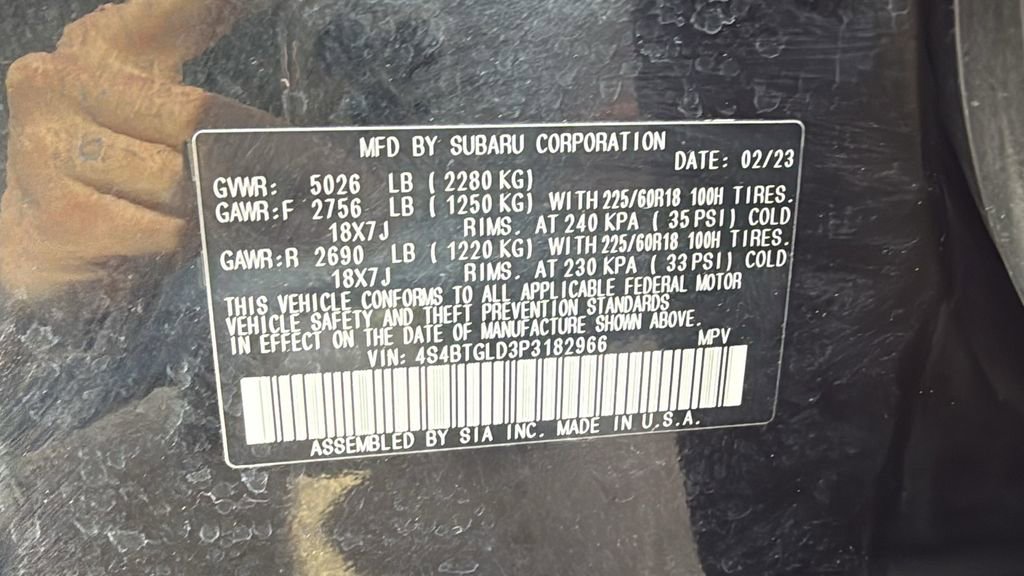 MFD BY SUBARU CORPORATION
DATE: 02/23
GVWR: 5026 LB ( 2280 KG)
GAWR:F 2756 LB ( 1250 KG) WITH 225/60R18 100H TIRES.
18X7J RIMS. AT 240 KPA ( 35 PSI) COLD
GAWR:R 2690 LB ( 1220 KG) WITH 225/60R18 100H TIRES.
18X7J RIMS. AT 230 KPA ( 33 PSI) COLD
THIS VEHICLE CONFORMS TO ALL APPLICABLE FEDERAL MOTOR
VEHICLE SAFETY AND THEFT PREVENTION STANDARDS
IN EFFECT ON THE DATE OF MANUFACTURE SHOWN ABOVE.
VIN: 4S4BTGLD3P3182966 MPV
ASSEMBLED BY SIA INC. MADE IN U.S.A.